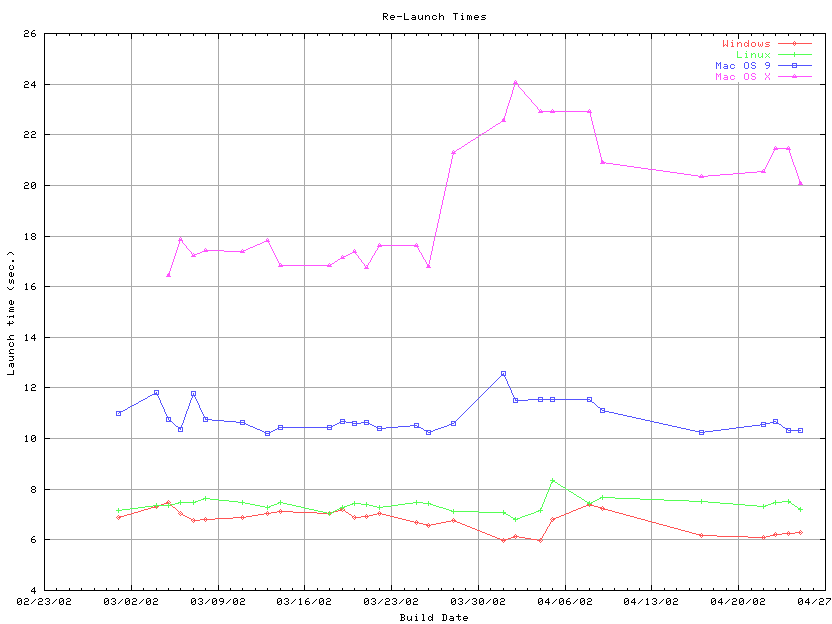 Re-Launch Times
Windows
Linux
Mac OS 9
Mac OS X
26
24
22
20
18
16
14
12
10
8
6
4
Launch time (sec.)
02/23/02 03/02/02 03/09/02 03/16/02 03/23/02 03/30/02 04/06/02 04/13/02 04/20/02 04/27
Build Date